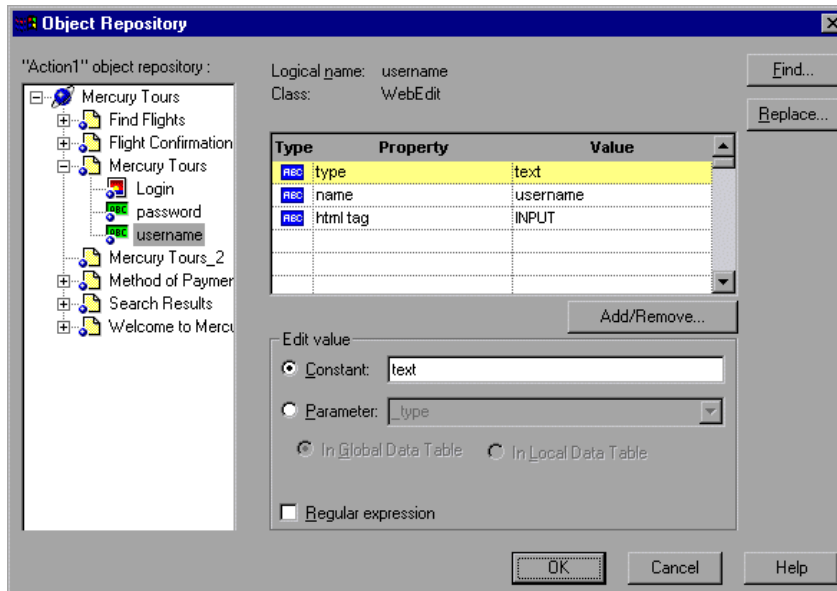 Object Repository
"Action1" object repository :
Mercury Tours
Find Flights
Flight Confirmation
Mercury Tours
Login
password
username
Mercury Tours_2
Method of Paymer
Search Results
Welcome to Mercu
Logical name: username
Class: WebEdit
Type Property Value
ABC type text
ABC name username
ABC html tag INPUT
Add/Remove...
Edit value
Constant: text
Parameter: _type
In Global Data Table In Local Data Table
Regular expression
Find...
Replace...
OK Cancel Help